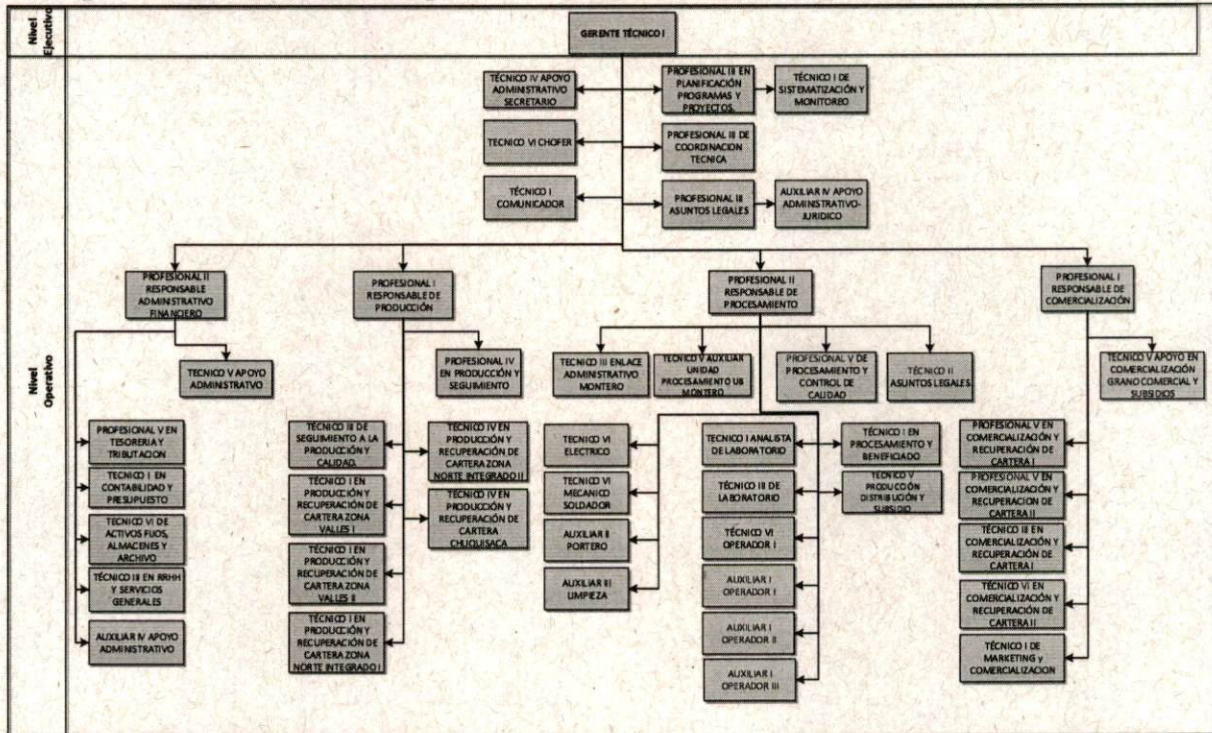 Nivel
Ejecutivo
GERENTE TÉCNICO I
TÉCNICO IV APOYO
ADMINISTRATIVO
SECRETARIO
PROFESIONAL III EN
PLANIFICACIÓN
PROGRAMAS Y
PROYECTOS.
TÉCNICO I DE
SISTEMATIZACIÓN Y
MONITOREO
TECNICO VI CHOFER
PROFESIONAL III DE
COORDINACION
TECNICA
TÉCNICO I
COMUNICADOR
PROFESIONAL III
ASUNTOS LEGALES
AUXILIAR IV APOYO
ADMINISTRATIVO-
JURIDICO
Nivel
Operativo
PROFESIONAL II
RESPONSABLE
ADMINISTRATIVO
FINANCIERO
PROFESIONAL I
RESPONSABLE DE
PRODUCCIÓN
PROFESIONAL II
RESPONSABLE DE
PROCESAMIENTO
PROFESIONAL I
RESPONSABLE DE
COMERCIALIZACIÓN
TECNICO V APOYO
ADMINISTRATVO
PROFESIONAL IV
EN PRODUCCIÓN Y
SEGUIMIENTO
TECNICO III ENLACE
ADMINISTRATIVO
MONTERO
TECNICO V AUXILIAR
UNIDAD
PROCESAMIENTO UB
MONTERO
PROFESIONAL V DE
PROCESAMIENTO Y
CONTROL DE
CALIDAD
TÉCNICO II
ASUNTOS LEGALES
TECNICO V APOYO EN
COMERCIALIZACIÓN
GRANO COMERCIAL Y
SUBSIDIOS
PROFESIONAL V EN
TESORERIA Y
TRIBUTACION
TECNICO I EN
CONTABILIDAD Y
PRESUPUESTO
TECNICO VI DE
ACTIVOS FIJOS,
ALMACENES Y
ARCHIVO
TÉCNICO III EN RRHH
Y SERVICIOS
GENERALES
AUXILIAR IV APOYO
ADMINISTRATIVO
TÉCNICO III DE
SEGUIMIENTO A LA
PRODUCCIÓN Y
CALIDAD.
TÉCNICO I EN
PRODUCCIÓN Y
RECUPERACIÓN DE
CARTERA ZONA
VALLES I
TÉCNICO I EN
PRODUCCIÓN Y
RECUPERACIÓN DE
CARTERA ZONA
VALLES II
TÉCNICO I EN
PRODUCCIÓN Y
RECUPERACIÓN DE
CARTERA ZONA
NORTE INTEGRADO I
TÉCNICO IV EN
PRODUCCIÓN Y
RECUPERACIÓN DE
CARTERA ZONA
NORTE INTEGRADO II
TÉCNICO IV EN
PRODUCCIÓN Y
RECUPERACIÓN DE
CARTERA
CHUQUISACA
TECNICO VI
ELECTRICO
TECNICO VI
MECANICO
SOLDADOR
AUXILIAR II
PORTERO
AUXILIAR III
LIMPIEZA
TECNICO I ANALISTA
DE LABORATORIO
TÉCNICO III DE
LABORATORIO
TÉCNICO VI
OPERADOR I
AUXILIAR I
OPERADOR I
AUXILIAR I
OPERADOR II
AUXILIAR I
OPERADOR III
TÉCNICO I EN
PROCESAMIENTO Y
BENEFICIADO
TECNICO V
PRODUCCIÓN
DISTRIBUCIÓN Y
SUBSIDIO
PROFESIONAL V EN
COMERCIALIZACIÓN Y
RECUPERACIÓN DE
CARTERA I
PROFESIONAL V EN
COMERCIALIZACIÓN Y
RECUPERACION DE
CARTERA II
TÉCNICO III EN
COMERCIALIZACIÓN Y
RECUPERACIÓN DE
CARTERA I
TÉCNICO VI EN
COMERCIALIZACIÓN Y
RECUPERACIÓN DE
CARTERA II
TÉCNICO I DE
MARKETING y
COMERCIALIZACION